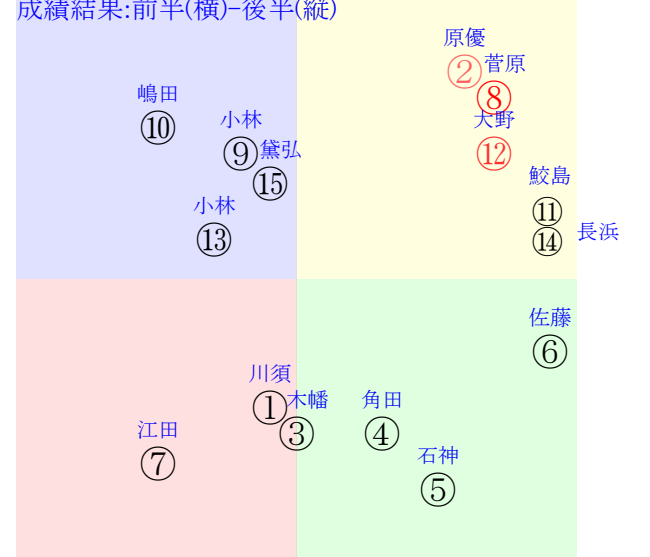 成績結果:前半(横)-後半(縦)
原優
②
菅原
⑧
嶋田
⑩
大野
⑫
小林
⑨
黛弘
⑮
鮫島
⑪
小林
⑬
長浜
⑭
佐藤
⑥
川須
①
木幡
③
角田
④
江田
⑦
石神
⑤